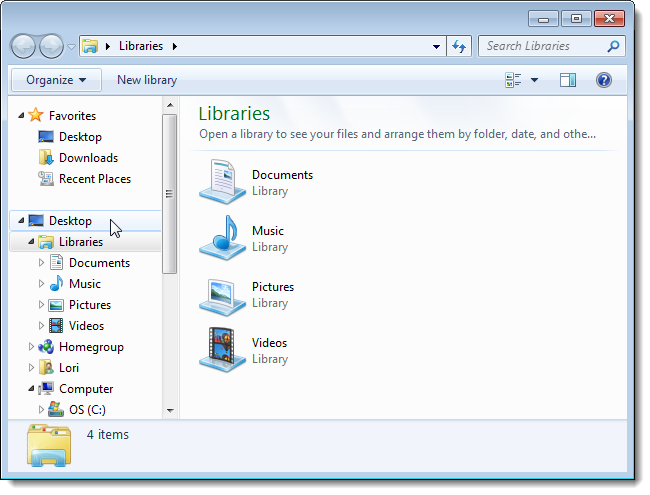 Libraries
Search Libraries
Organize
New library
Favorites
Desktop
Downloads
Recent Places
Desktop
Libraries
Documents
Music
Pictures
Videos
Homegroup
Lori
Computer
OS (C:)
Libraries
Open a library to see your files and arrange them by folder, date, and othe...
Documents
Library
Music
Library
Pictures
Library
Videos
Library
4 items